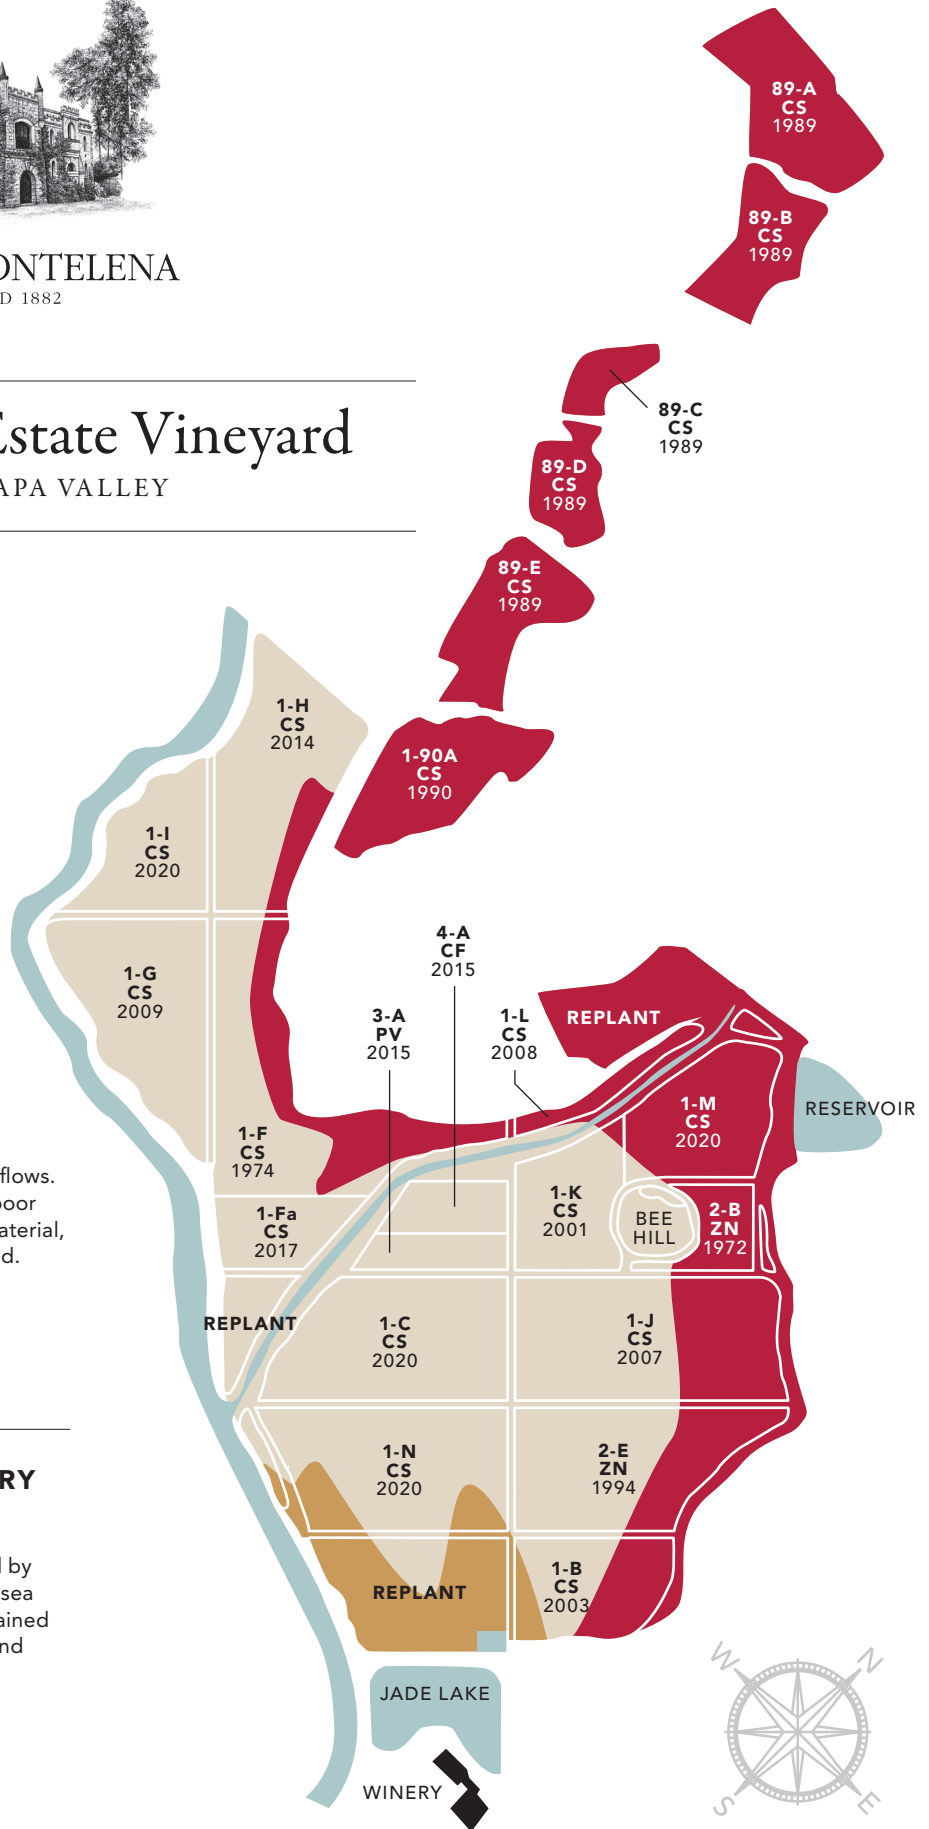 ONTELENA
D 1882
Estate Vineyard
APA VALLEY
89-A
CS
1989
89-B
CS
1989
89-C
CS
1989
89-D
CS
1989
89-E
CS
1989
1-90A
CS
1990
1-H
CS
2014
1-I
CS
2020
1-G
CS
2009
4-A
CF
2015
3-A
PV
2015
1-L
CS
2008
REPLANT
1-M
CS
2020
RESERVOIR
1-F
CS
1974
1-Fa
CS
2017
1-K
CS
2001
BEE
HILL
2-B
ZN
1972
REPLANT
1-C
CS
2020
1-J
CS
2007
1-N
CS
2020
2-E
ZN
1994
REPLANT
1-B
CS
2003
JADE LAKE
WINERY
flows.
oor
aterial,
d.
RY
l by
sea
ained
nd
W
N
S
E